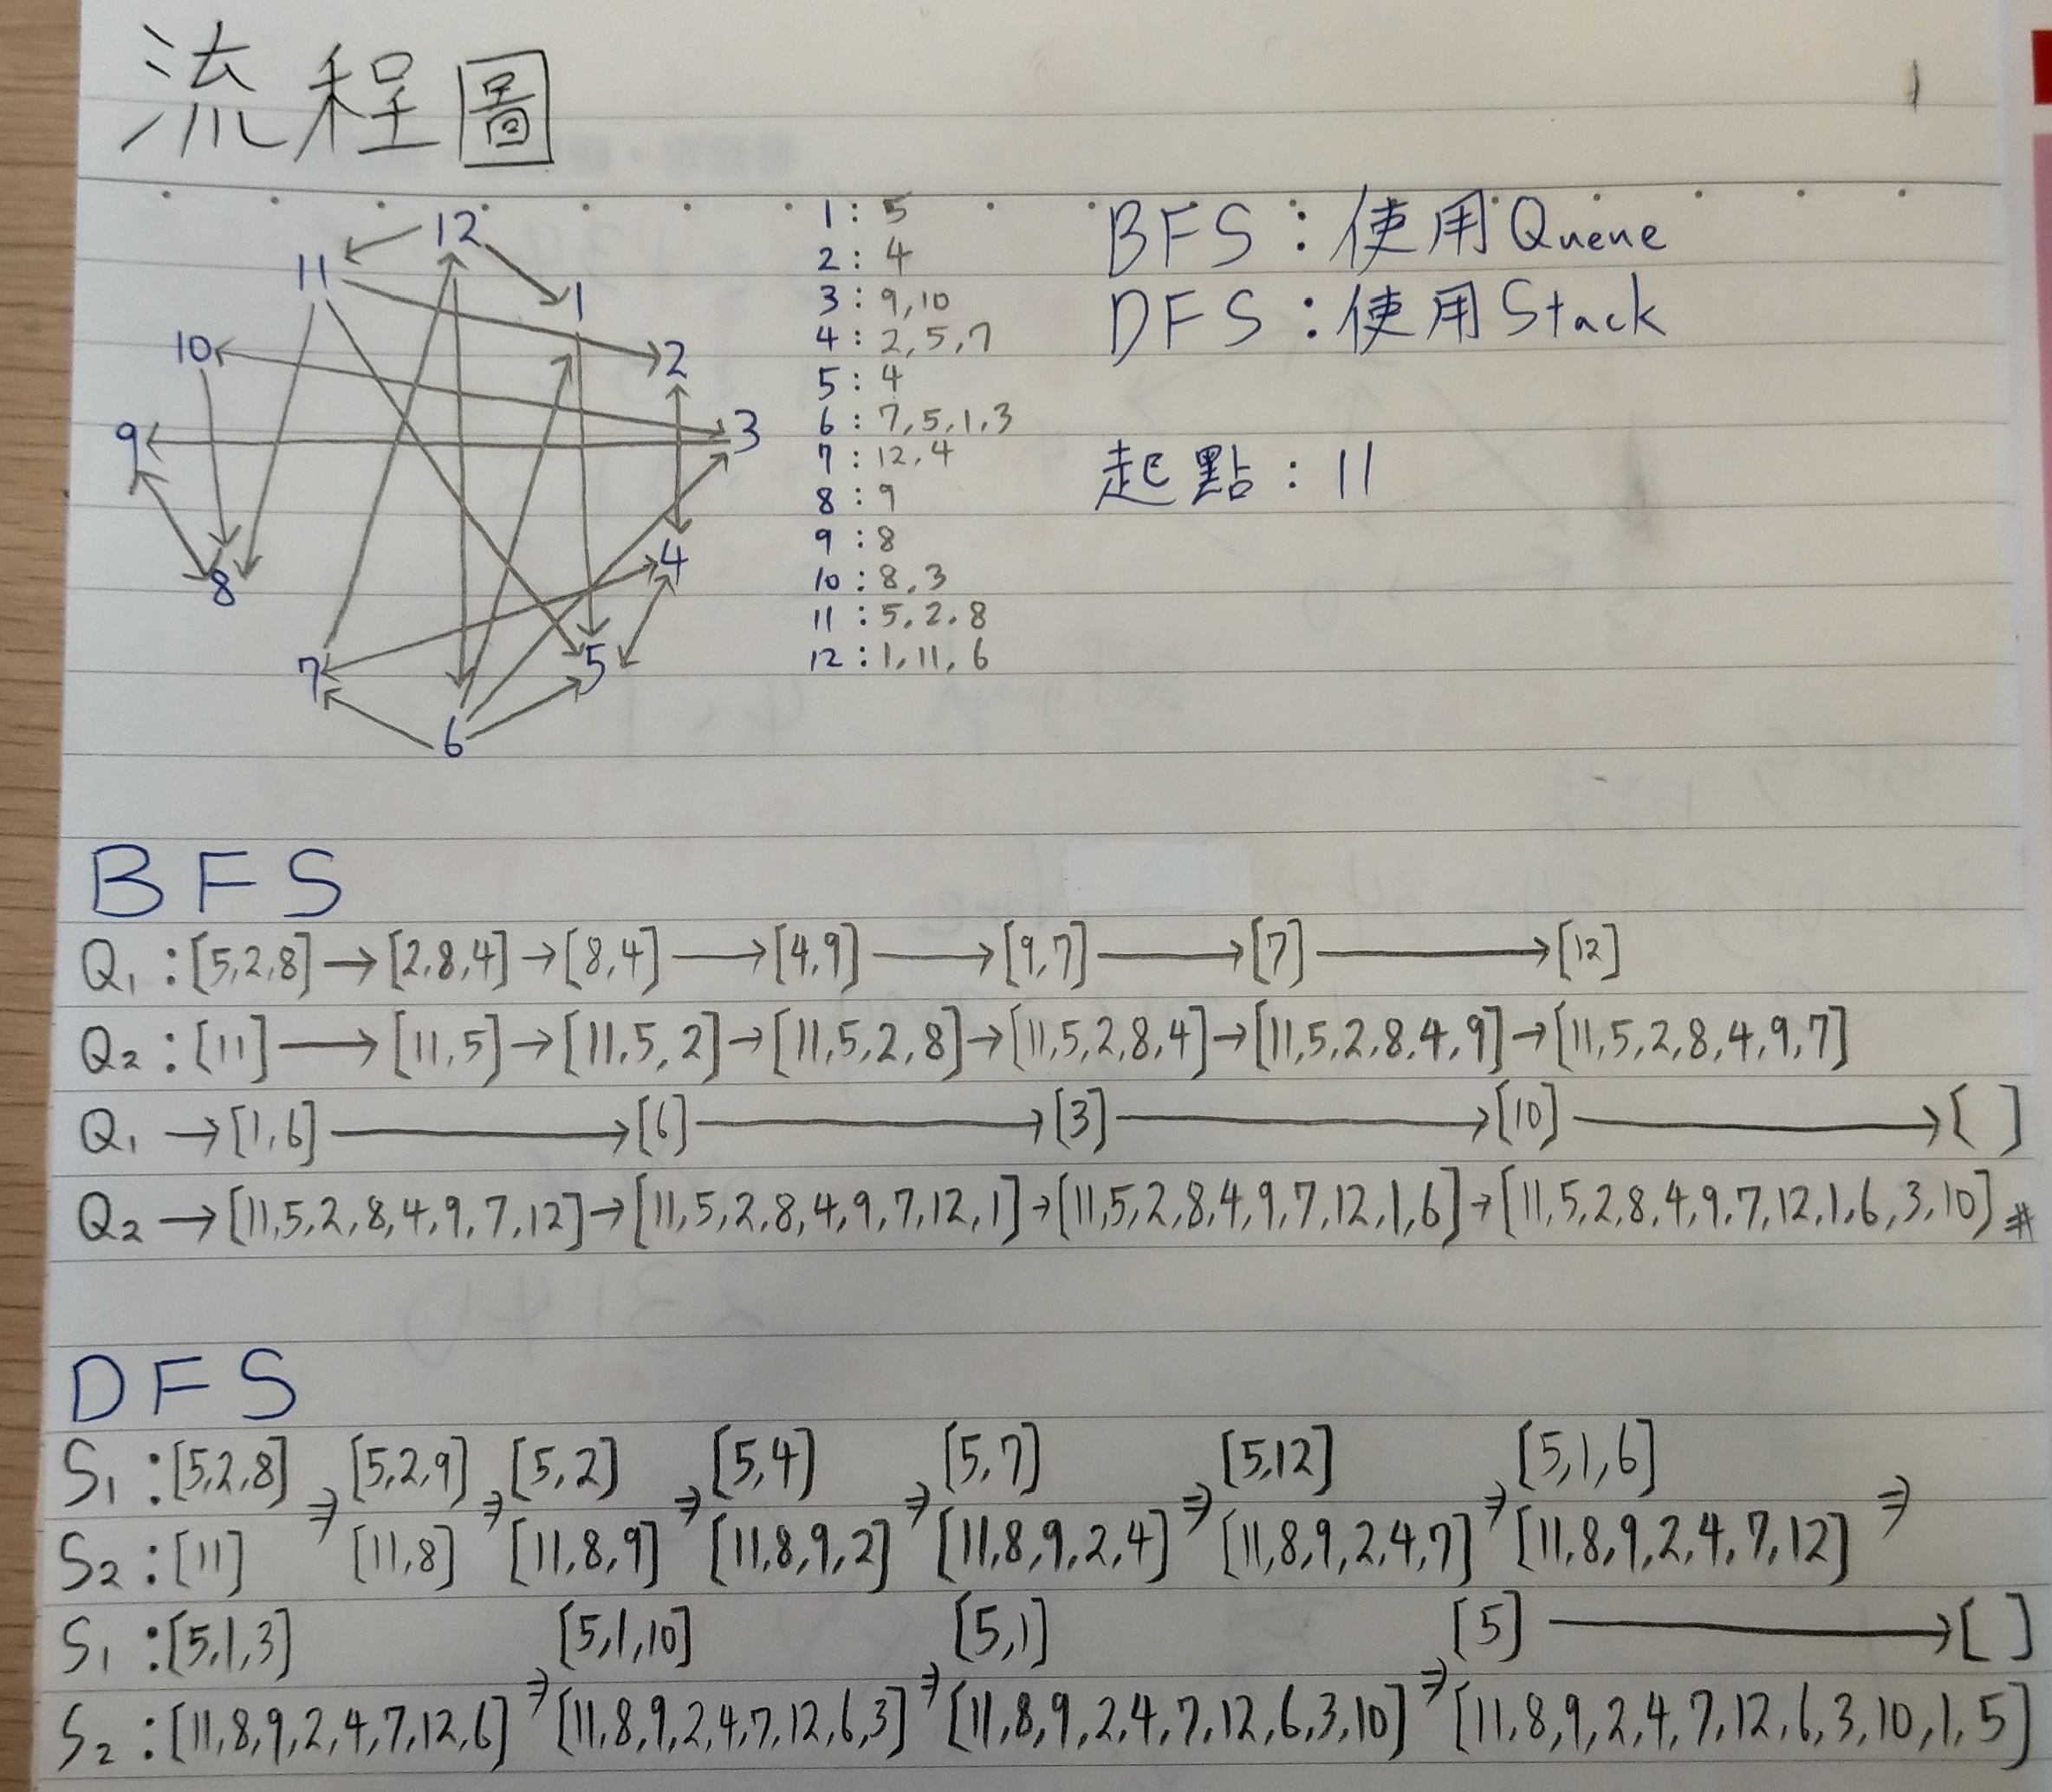 流程圖
12
11
1
10
2
9
3
4
8
7
5
6
1 : 5
2 : 4
3 : 9,10
4 : 2,5,7
5 : 4
6 : 7,5,1,3
7 : 12,4
8 : 9
9 : 8
10 : 8,3
11 : 5,2,8
12 : 1,11,6
BFS : 使用Queue
DFS : 使用Stack
起點 : 11
BFS
Q1 : [5,2,8] → [2,8,4] → [8,4] → [4,9] → [9,7] → [7] → [12]
Q2 : [11] → [11,5] → [11,5,2] → [11,5,2,8] → [11,5,2,8,4] → [11,5,2,8,4,9] → [11,5,2,8,4,9,7]
Q1 → [1,6] → [6] → [3] → [10] → [ ]
Q2 → [11,5,2,8,4,9,7,12] → [11,5,2,8,4,9,7,12,1] → [11,5,2,8,4,9,7,12,1,6] → [11,5,2,8,4,9,7,12,1,6,3,10] #
DFS
S1 : [5,2,8] ⇒ [5,2,9] ⇒ [5,2] ⇒ [5,4] ⇒ [5,7] ⇒ [5,12] ⇒ [5,1,6] ⇒
S2 : [11] [11,8] [11,8,9] [11,8,9,2] [11,8,9,2,4] [11,8,9,2,4,7] [11,8,9,2,4,7,12]
S1 : [5,1,3] ⇒ [5,1,10] ⇒ [5,1] ⇒ [5] → [ ]
S2 : [11,8,9,2,4,7,12,6] [11,8,9,2,4,7,12,6,3] [11,8,9,2,4,7,12,6,3,10] [11,8,9,2,4,7,12,6,3,10,1,5]